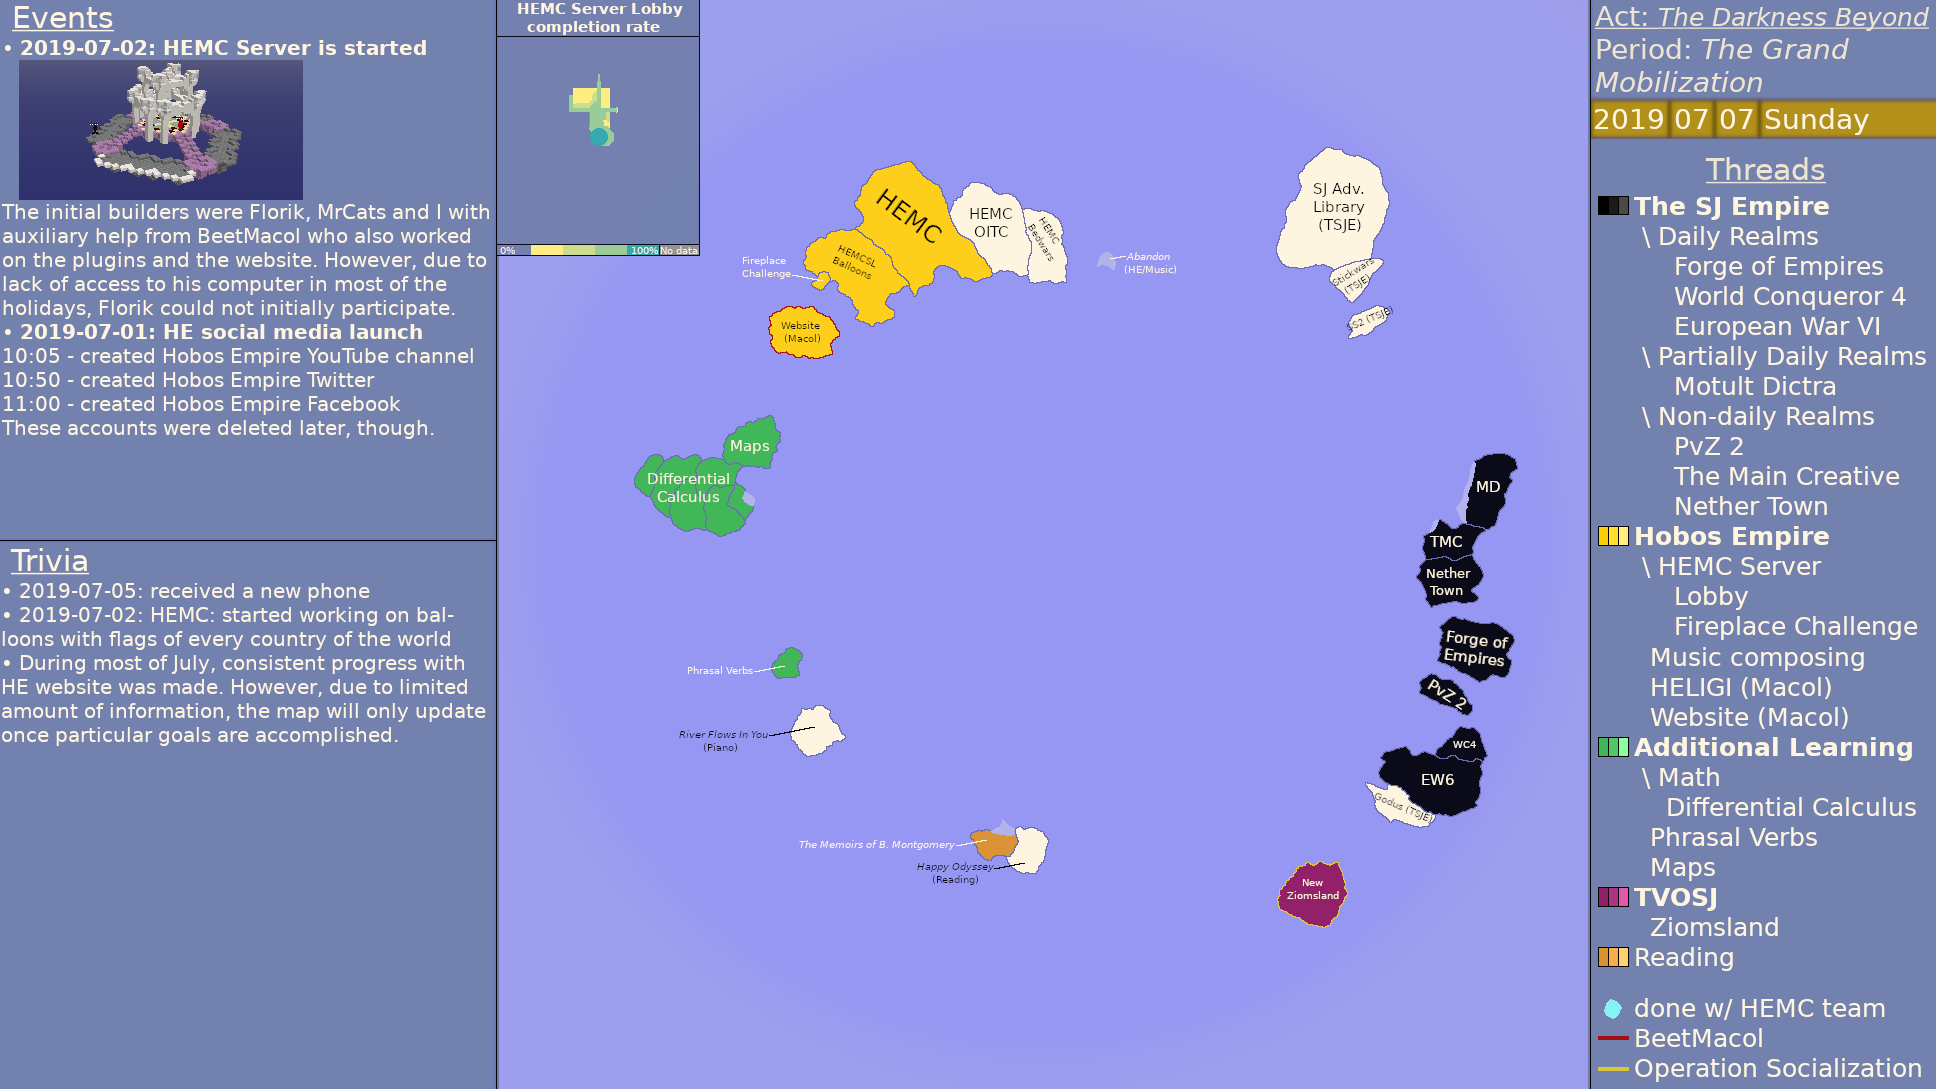 Events
• 2019-07-02: HEMC Server is started
The initial builders were Florik, MrCats and I with
auxiliary help from BeetMacol who also worked
on the plugins and the website. However, due to
lack of access to his computer in most of the
holidays, Florik could not initially participate.
• 2019-07-01: HE social media launch
10:05 - created Hobos Empire YouTube channel
10:50 - created Hobos Empire Twitter
11:00 - created Hobos Empire Facebook
These accounts were deleted later, though.
Trivia
• 2019-07-05: received a new phone
• 2019-07-02: HEMC: started working on bal-
loons with flags of every country of the world
• During most of July, consistent progress with
HE website was made. However, due to limited
amount of information, the map will only update
once particular goals are accomplished.
HEMC Server Lobby
completion rate
0%
100%
No data
HEMC
HEMC
OITC
HEMC
Bedwars
HEMCSL
Balloons
Fireplace
Challenge
Website
(Macol)
Abandon
(HE/Music)
SJ Adv.
Library
(TSJE)
Stickwars
(TSJE)
SS2 (TSJE)
Maps
Differential
Calculus
MD
TMC
Nether
Town
Forge of
Empires
PvZ 2
WC4
EW6
Godus (TSJE)
Phrasal Verbs
River Flows In You
(Piano)
The Memoirs of B. Montgomery
Happy Odyssey
(Reading)
New
Ziomsland
Act: The Darkness Beyond
Period: The Grand
Mobilization
2019 07 07 Sunday
Threads
The SJ Empire
\ Daily Realms
Forge of Empires
World Conqueror 4
European War VI
\ Partially Daily Realms
Motult Dictra
\ Non-daily Realms
PvZ 2
The Main Creative
Nether Town
Hobos Empire
\ HEMC Server
Lobby
Fireplace Challenge
Music composing
HELIGI (Macol)
Website (Macol)
Additional Learning
\ Math
Differential Calculus
Phrasal Verbs
Maps
TVOSJ
Ziomsland
Reading
done w/ HEMC team
BeetMacol
Operation Socialization